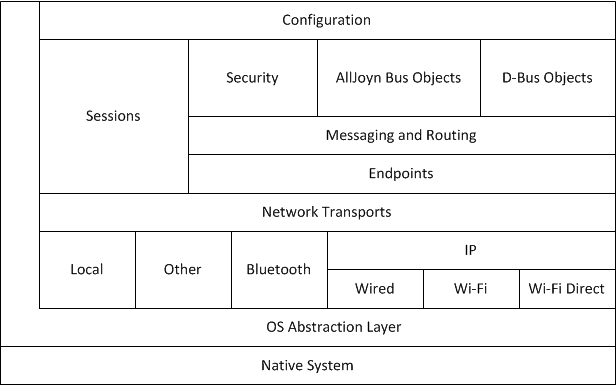 Configuration
Security
AllJoyn Bus Objects
D-Bus Objects
Sessions
Messaging and Routing
Endpoints
Network Transports
Local
Other
Bluetooth
IP
Wired
Wi-Fi
Wi-Fi Direct
OS Abstraction Layer
Native System